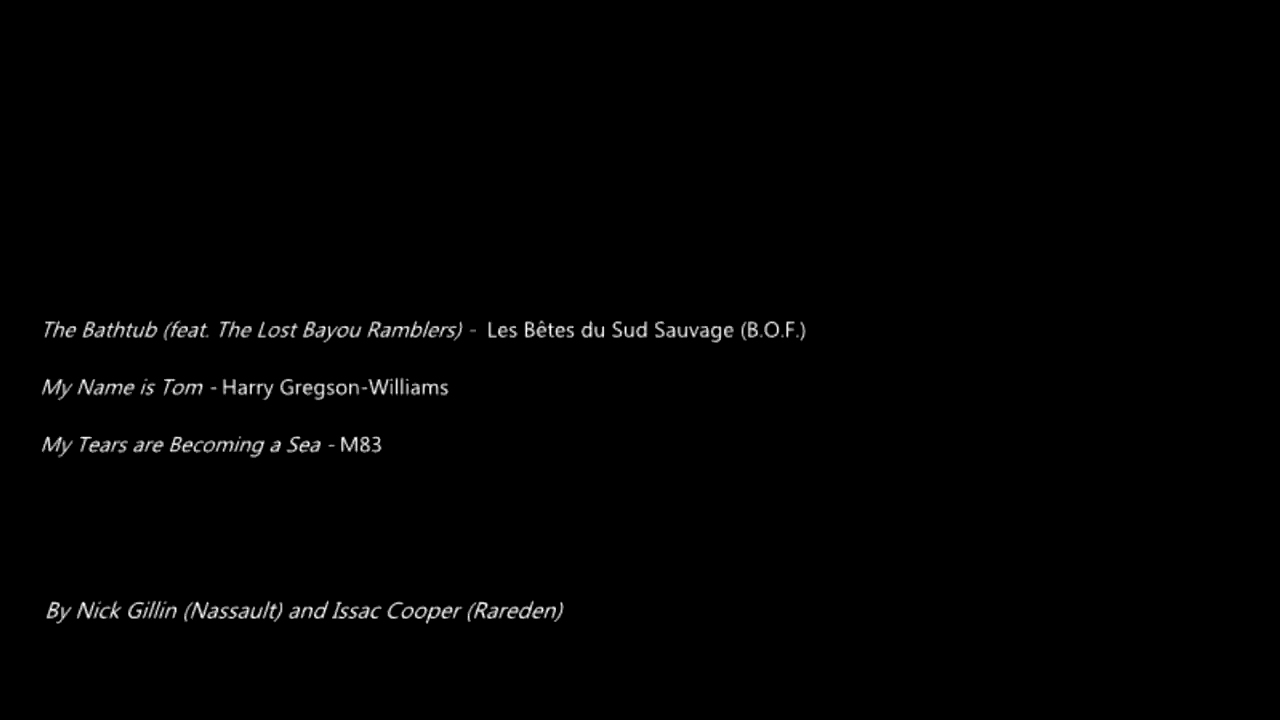 The Bathtub (feat. The Lost Bayou Ramblers) - Les Bêtes du Sud Sauvage (B.O.F.)
My Name is Tom - Harry Gregson-Williams
My Tears are Becoming a Sea - M83
By Nick Gillin (Nassault) and Issac Cooper (Rareden)